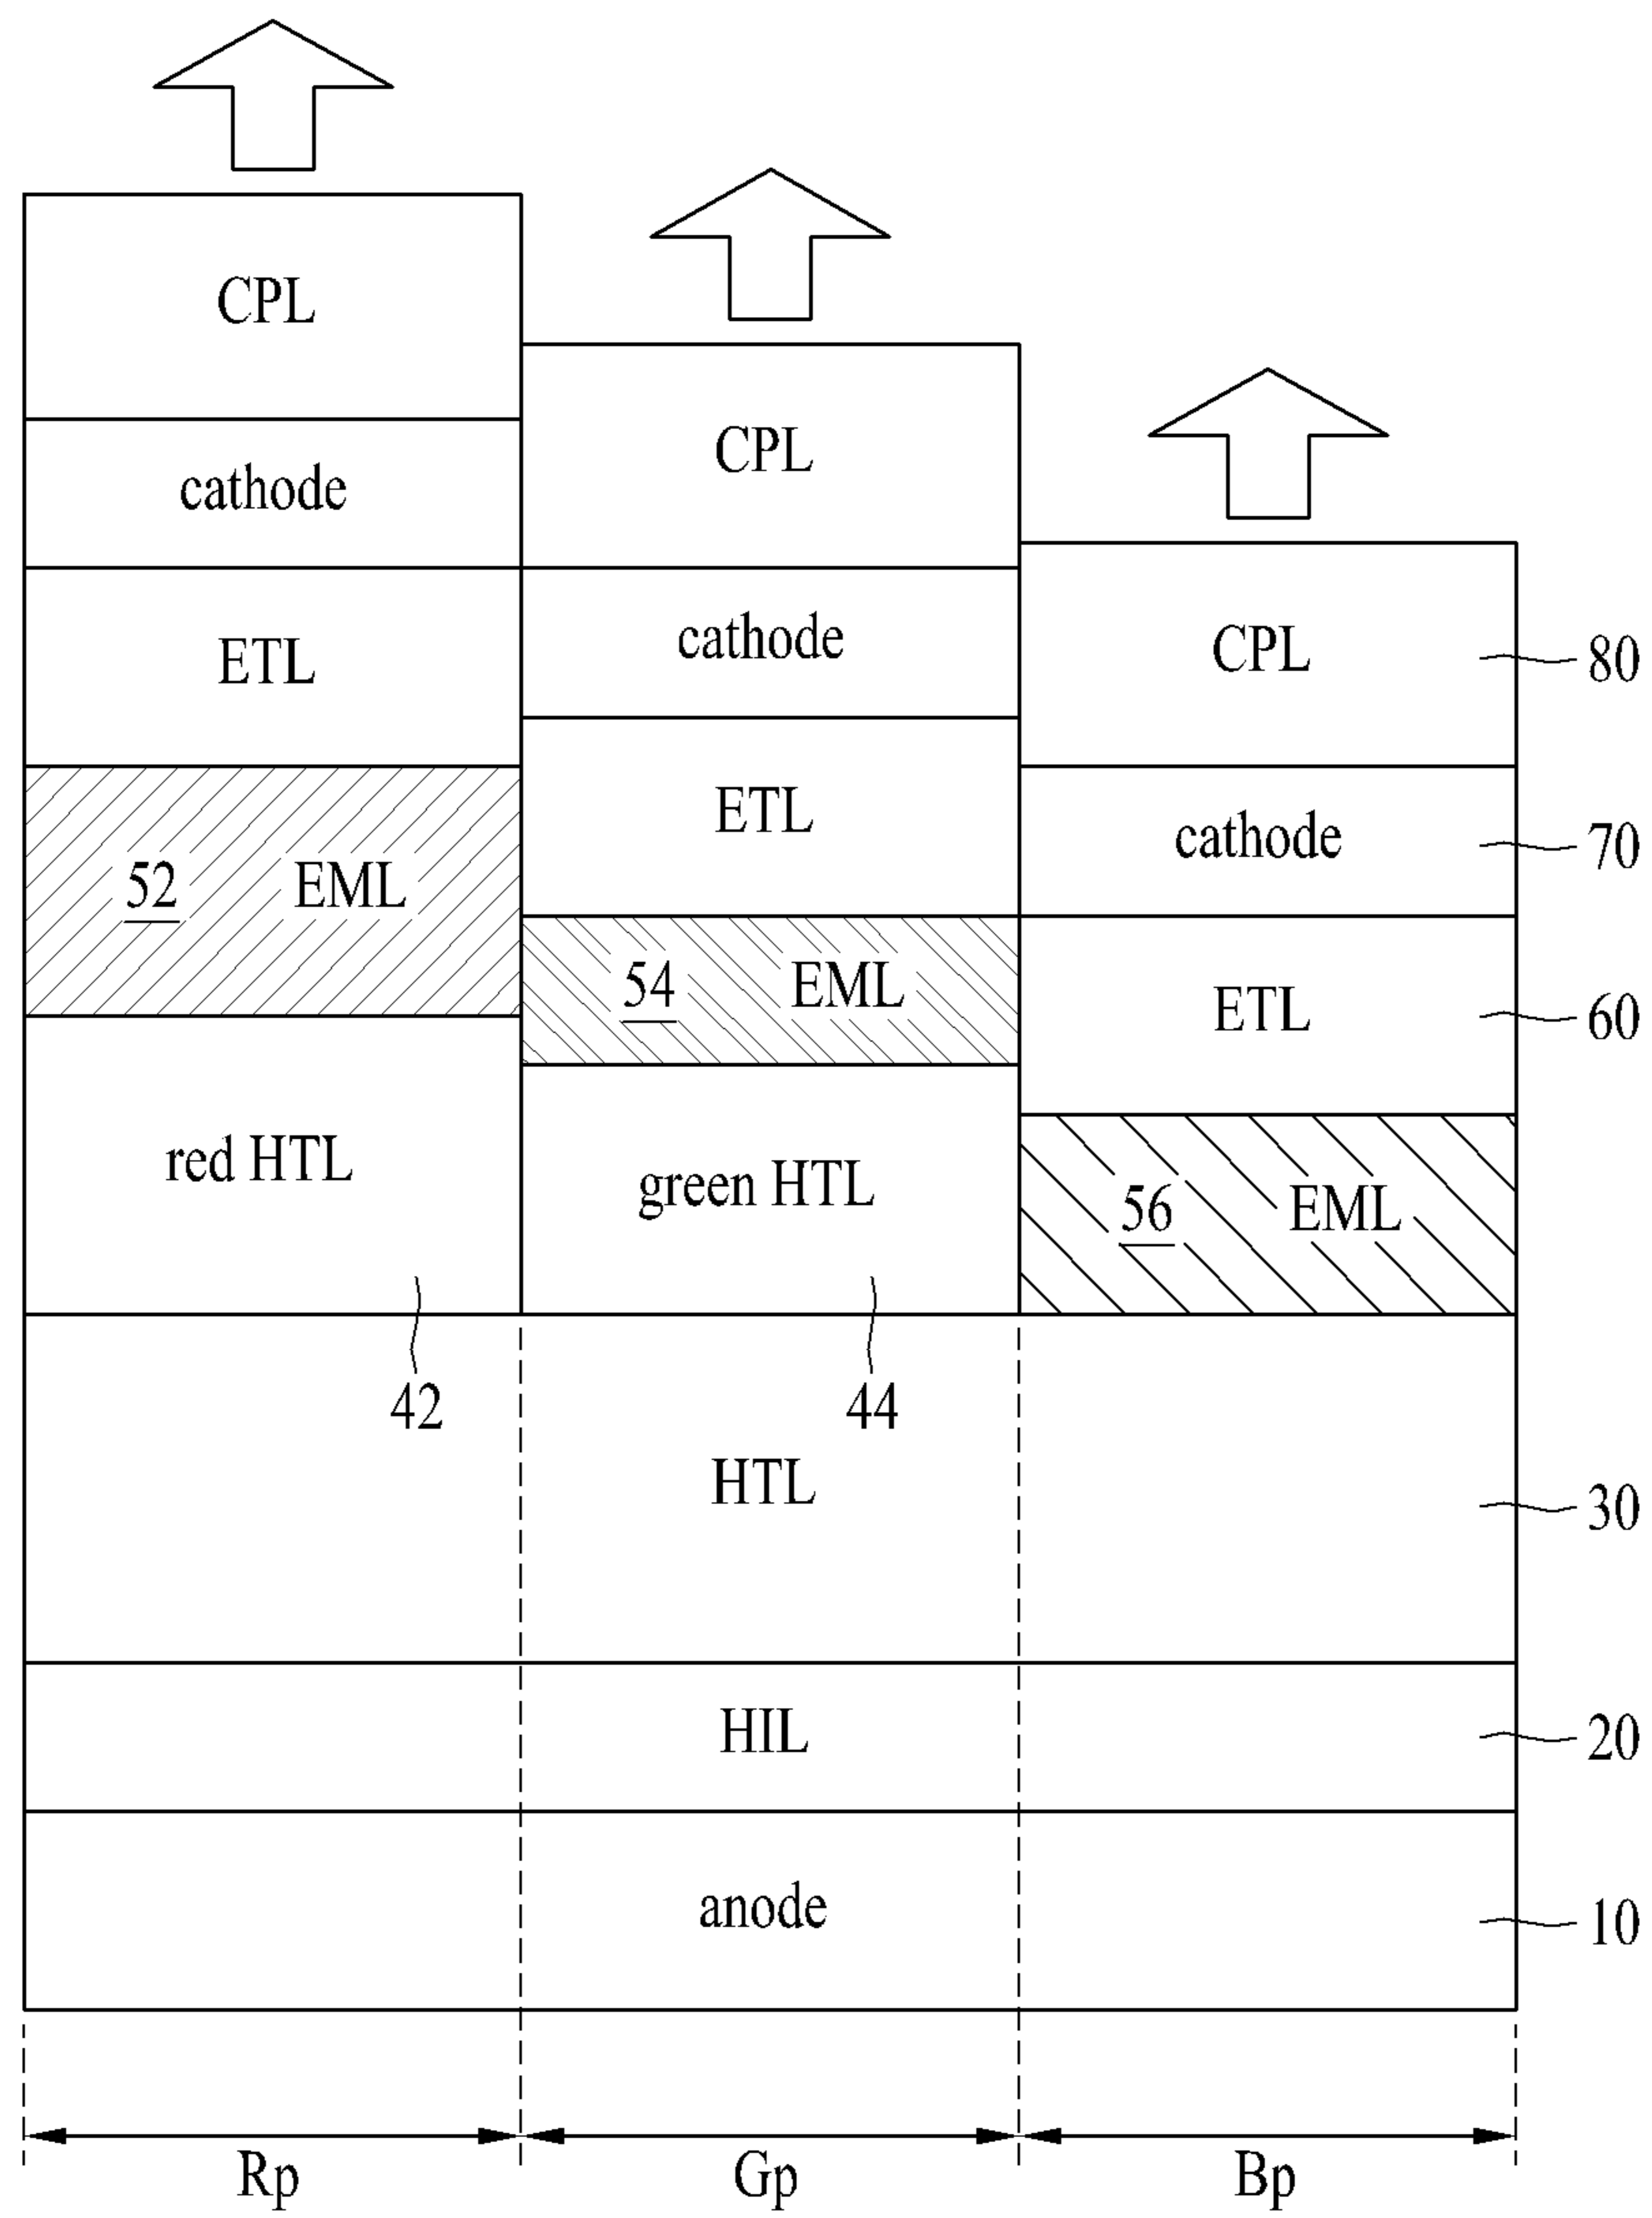 CPL
CPL
cathode
cathode
CPL
80
ETL
ETL
cathode
70
52 EML
54 EML
ETL
60
red HTL
green HTL
56 EML
42
44
HTL
30
HIL
20
anode
10
Rp
Gp
Bp